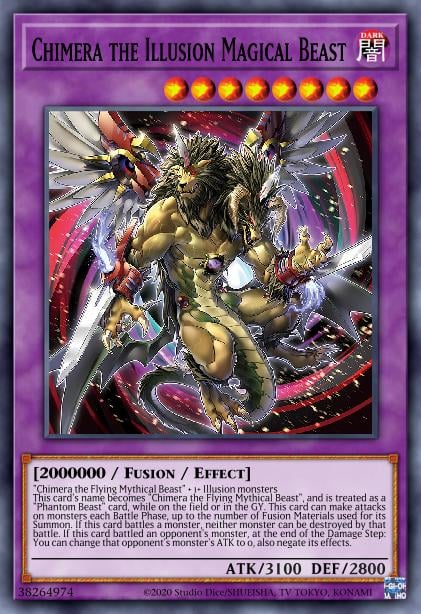 CHIMERA THE ILLUSION MAGICAL BEAST
DARK
闇
[2000000 / FUSION / EFFECT]
"Chimera the Flying Mythical Beast" + 1+ Illusion monsters
This card's name becomes "Chimera the Flying Mythical Beast", and is treated as a
"Phantom Beast" card, while on the field or in the GY. This card can make attacks
on monsters each Battle Phase, up to the number of Fusion Materials used for its
Summon. If this card battles a monster, neither monster can be destroyed by that
battle. If this card battled an opponent's monster, at the end of the Damage Step:
You can change that opponent's monster's ATK to 0, also negate its effects.
ATK/3100 DEF/2800
38264974
©2020 Studio Dice/SHUEISHA, TV TOKYO, KONAMI